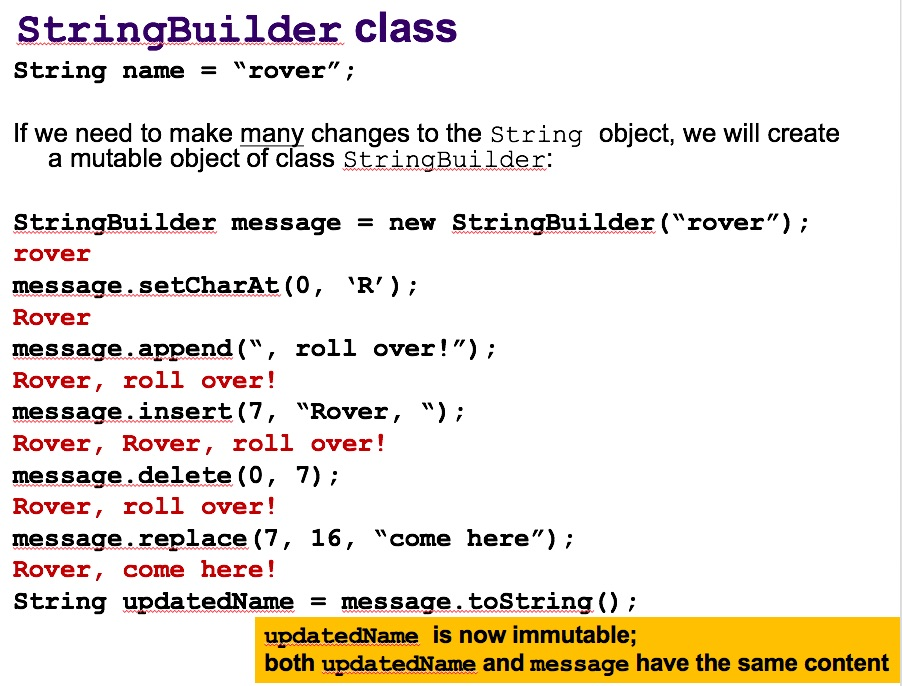 StringBuilder class
String name = “rover”;
If we need to make many changes to the String object, we will create
a mutable object of class StringBuilder:
StringBuilder message = new StringBuilder(“rover”);
rover
message.setCharAt(0, ‘R’);
Rover
message.append(“, roll over!”);
Rover, roll over!
message.insert(7, “Rover, “);
Rover, Rover, roll over!
message.delete(0, 7);
Rover, roll over!
message.replace(7, 16, “come here”);
Rover, come here!
String updatedName = message.toString();
updatedName is now immutable;
both updatedName and message have the same content